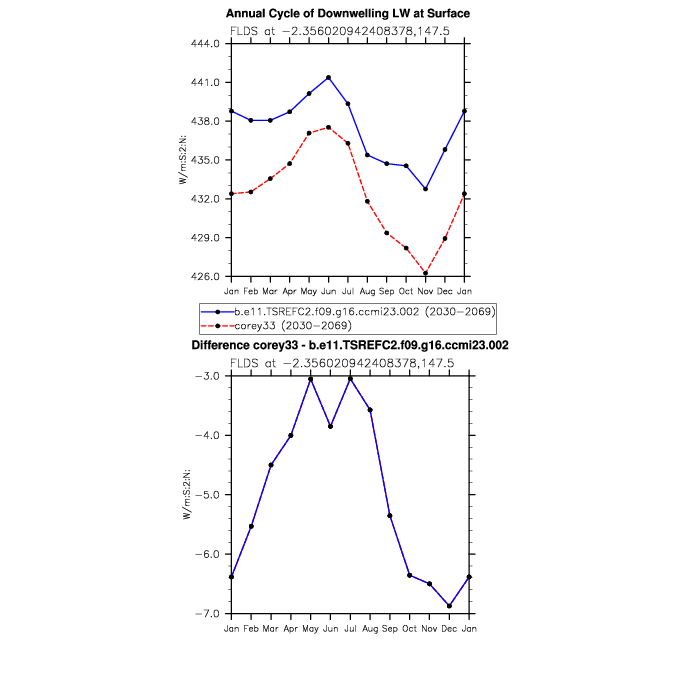 Annual Cycle of Downwelling LW at Surface
FLDS at −2.356020942408378,147.5
444.0
441.0
438.0
435.0
432.0
429.0
426.0
W/m:S:2:N:
Jan Feb Mar Apr May Jun Jul Aug Sep Oct Nov Dec Jan
b.e11.TSREFC2.f09.g16.ccmi23.002 (2030−2069)
corey33 (2030−2069)
Difference corey33 - b.e11.TSREFC2.f09.g16.ccmi23.002
FLDS at −2.356020942408378,147.5
−3.0
−4.0
−5.0
−6.0
−7.0
W/m:S:2:N:
Jan Feb Mar Apr May Jun Jul Aug Sep Oct Nov Dec Jan